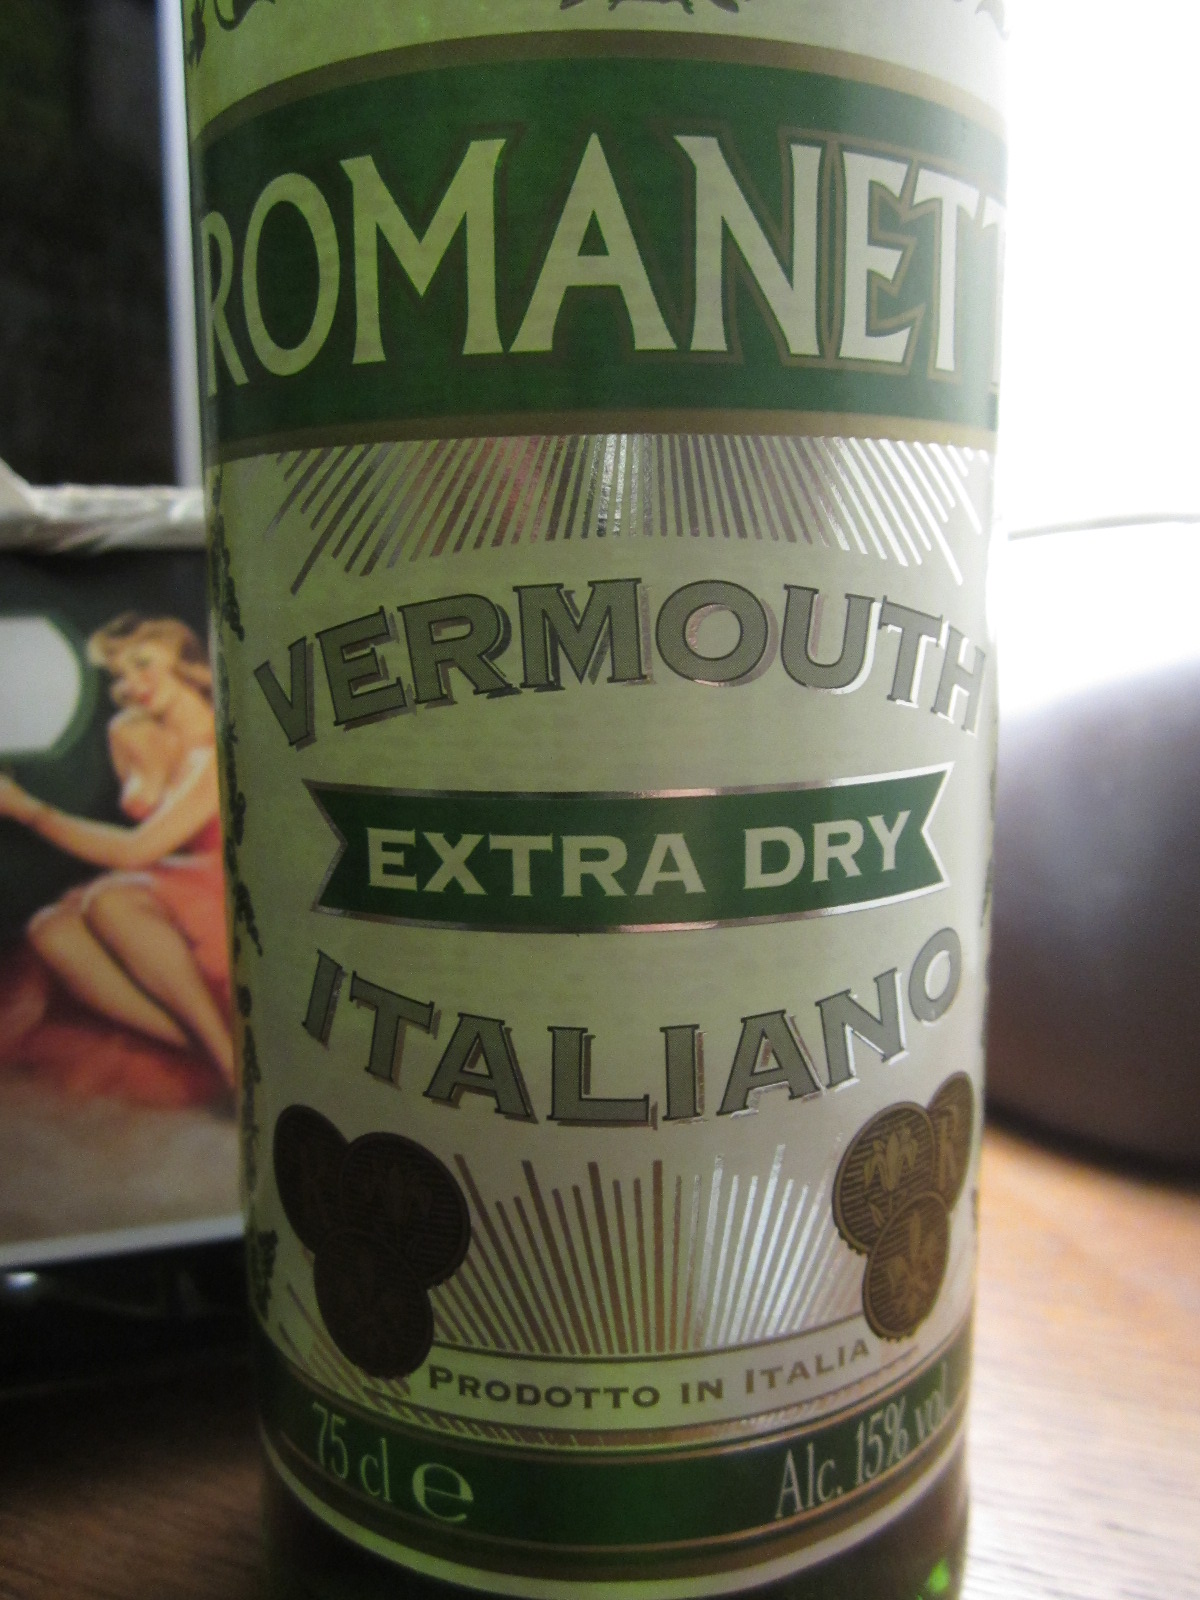 ROMANETT
VERMOUTH
EXTRA DRY
ITALIANO
PRODOTTO IN ITALIA
75 cl e Alc. 15% vol